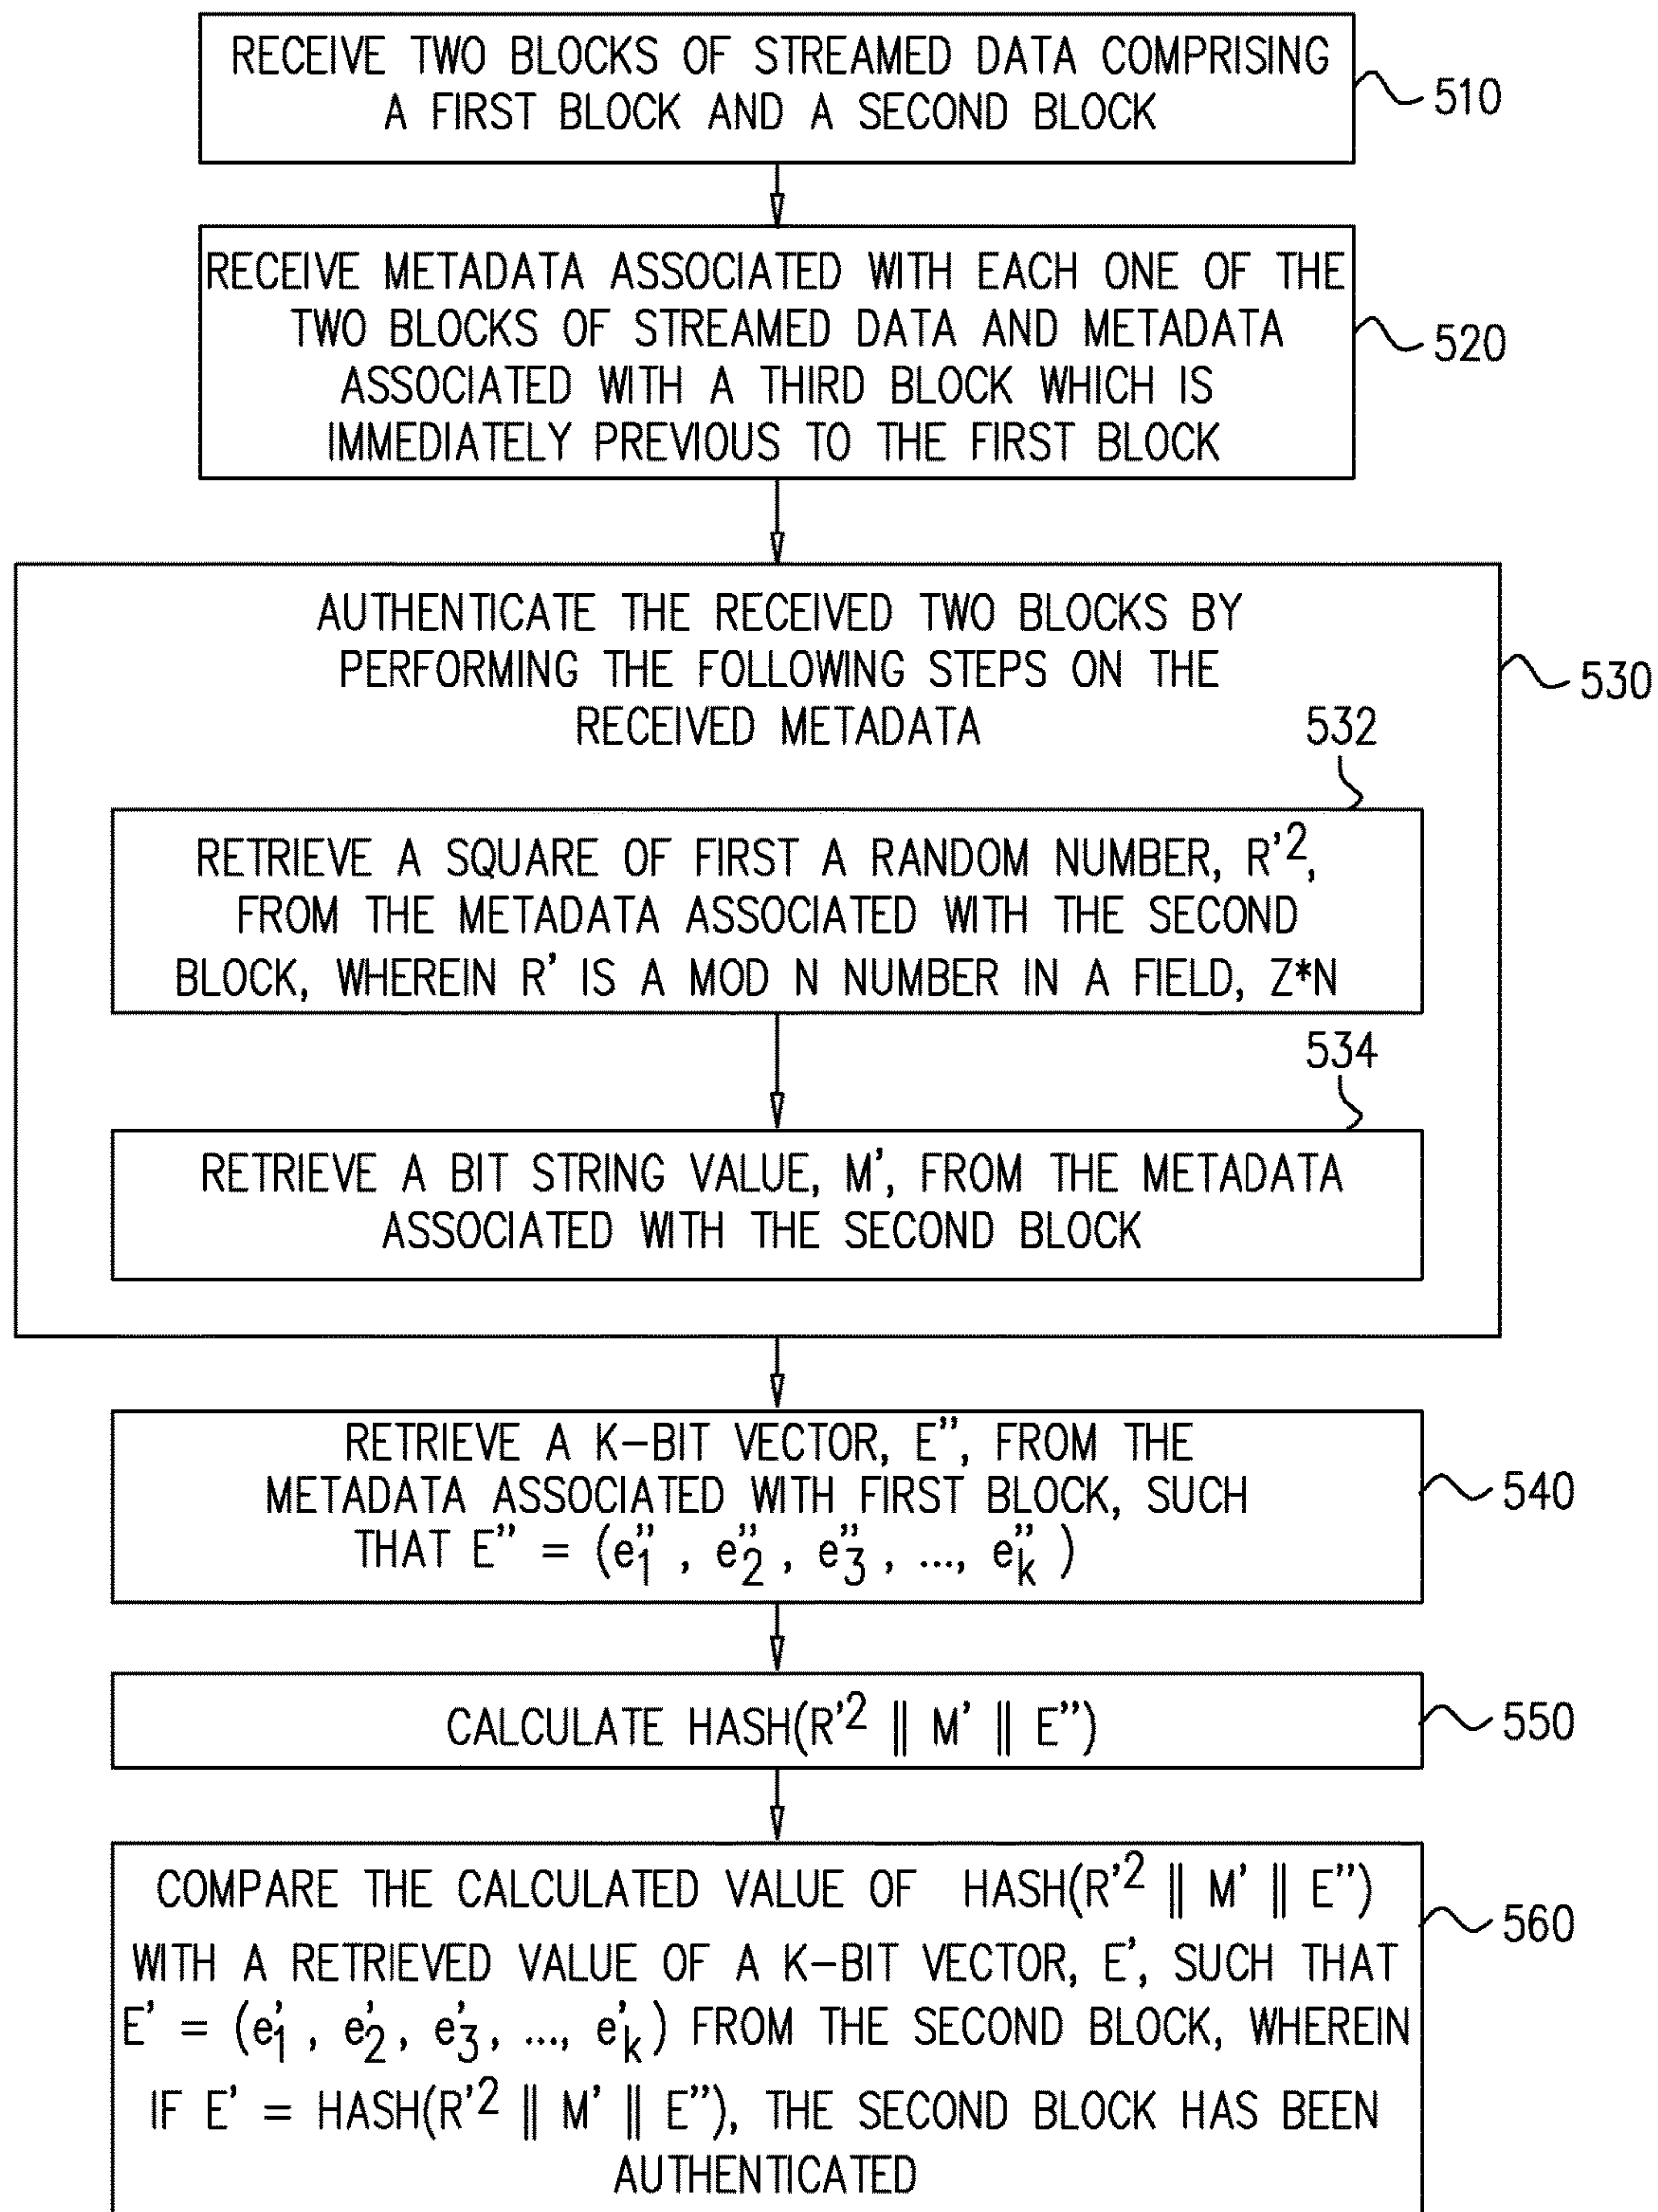 RECEIVE TWO BLOCKS OF STREAMED DATA COMPRISING
A FIRST BLOCK AND A SECOND BLOCK
510
RECEIVE METADATA ASSOCIATED WITH EACH ONE OF THE
TWO BLOCKS OF STREAMED DATA AND METADATA
ASSOCIATED WITH A THIRD BLOCK WHICH IS
IMMEDIATELY PREVIOUS TO THE FIRST BLOCK
520
AUTHENTICATE THE RECEIVED TWO BLOCKS BY
PERFORMING THE FOLLOWING STEPS ON THE
RECEIVED METADATA
530
532
RETRIEVE A SQUARE OF FIRST A RANDOM NUMBER, R'²,
FROM THE METADATA ASSOCIATED WITH THE SECOND
BLOCK, WHEREIN R' IS A MOD N NUMBER IN A FIELD, Z*N
534
RETRIEVE A BIT STRING VALUE, M', FROM THE METADATA
ASSOCIATED WITH THE SECOND BLOCK
RETRIEVE A K-BIT VECTOR, E", FROM THE
METADATA ASSOCIATED WITH FIRST BLOCK, SUCH
THAT E" = (e"₁ , e"₂ , e"₃ , ..., e"ₖ )
540
CALCULATE HASH(R'² || M' || E")
550
COMPARE THE CALCULATED VALUE OF HASH(R'² || M' || E")
WITH A RETRIEVED VALUE OF A K-BIT VECTOR, E', SUCH THAT
E' = (e'₁ , e'₂, e'₃ , ..., e'ₖ) FROM THE SECOND BLOCK, WHEREIN
IF E' = HASH(R'² || M' || E"), THE SECOND BLOCK HAS BEEN
AUTHENTICATED
560